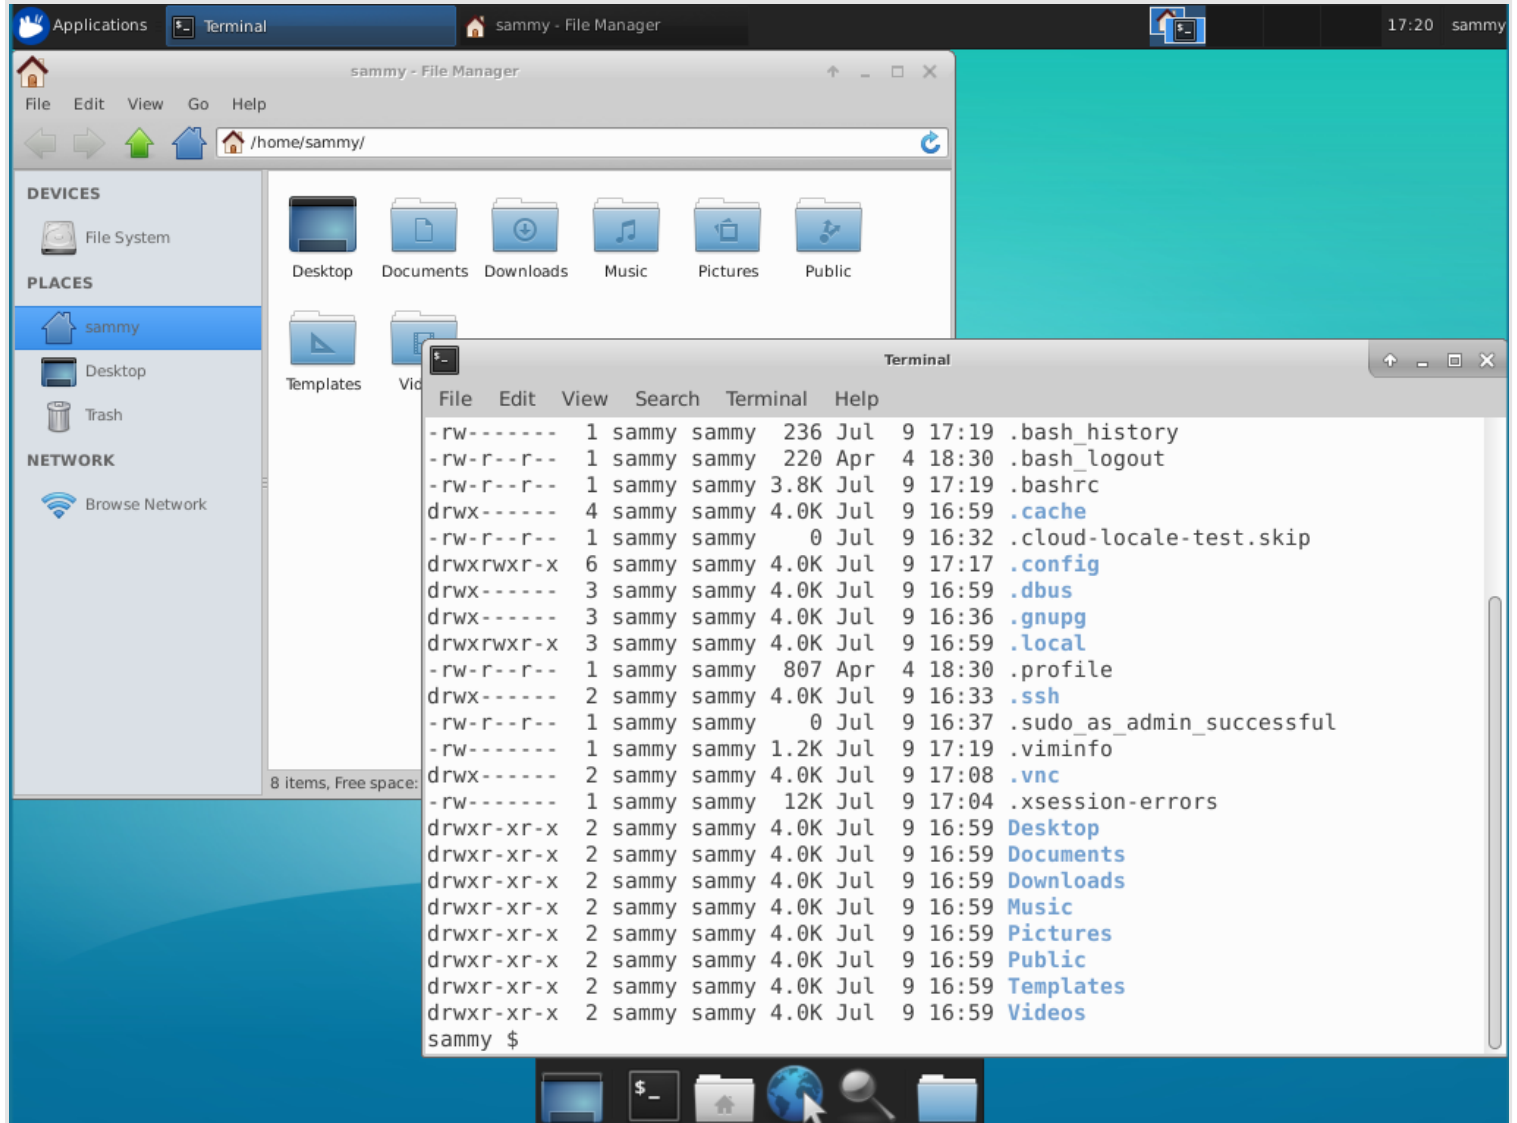 Applications
Terminal
sammy - File Manager
17:20
sammy
sammy - File Manager
File Edit View Go Help
/home/sammy/
DEVICES
File System
PLACES
sammy
Desktop
Trash
NETWORK
Browse Network
Desktop Documents Downloads Music Pictures Public
Templates Vid
8 items, Free space:
Terminal
File Edit View Search Terminal Help
-rw------- 1 sammy sammy 236 Jul 9 17:19 .bash_history
-rw-r--r-- 1 sammy sammy 220 Apr 4 18:30 .bash_logout
-rw-r--r-- 1 sammy sammy 3.8K Jul 9 17:19 .bashrc
drwx------ 4 sammy sammy 4.0K Jul 9 16:59 .cache
-rw-r--r-- 1 sammy sammy 0 Jul 9 16:32 .cloud-locale-test.skip
drwxrwxr-x 6 sammy sammy 4.0K Jul 9 17:17 .config
drwx------ 3 sammy sammy 4.0K Jul 9 16:59 .dbus
drwx------ 3 sammy sammy 4.0K Jul 9 16:36 .gnupg
drwxrwxr-x 3 sammy sammy 4.0K Jul 9 16:59 .local
-rw-r--r-- 1 sammy sammy 807 Apr 4 18:30 .profile
drwx------ 2 sammy sammy 4.0K Jul 9 16:33 .ssh
-rw-r--r-- 1 sammy sammy 0 Jul 9 16:37 .sudo_as_admin_successful
-rw------- 1 sammy sammy 1.2K Jul 9 17:19 .viminfo
drwx------ 2 sammy sammy 4.0K Jul 9 17:08 .vnc
-rw------- 1 sammy sammy 12K Jul 9 17:04 .xsession-errors
drwxr-xr-x 2 sammy sammy 4.0K Jul 9 16:59 Desktop
drwxr-xr-x 2 sammy sammy 4.0K Jul 9 16:59 Documents
drwxr-xr-x 2 sammy sammy 4.0K Jul 9 16:59 Downloads
drwxr-xr-x 2 sammy sammy 4.0K Jul 9 16:59 Music
drwxr-xr-x 2 sammy sammy 4.0K Jul 9 16:59 Pictures
drwxr-xr-x 2 sammy sammy 4.0K Jul 9 16:59 Public
drwxr-xr-x 2 sammy sammy 4.0K Jul 9 16:59 Templates
drwxr-xr-x 2 sammy sammy 4.0K Jul 9 16:59 Videos
sammy $
$_